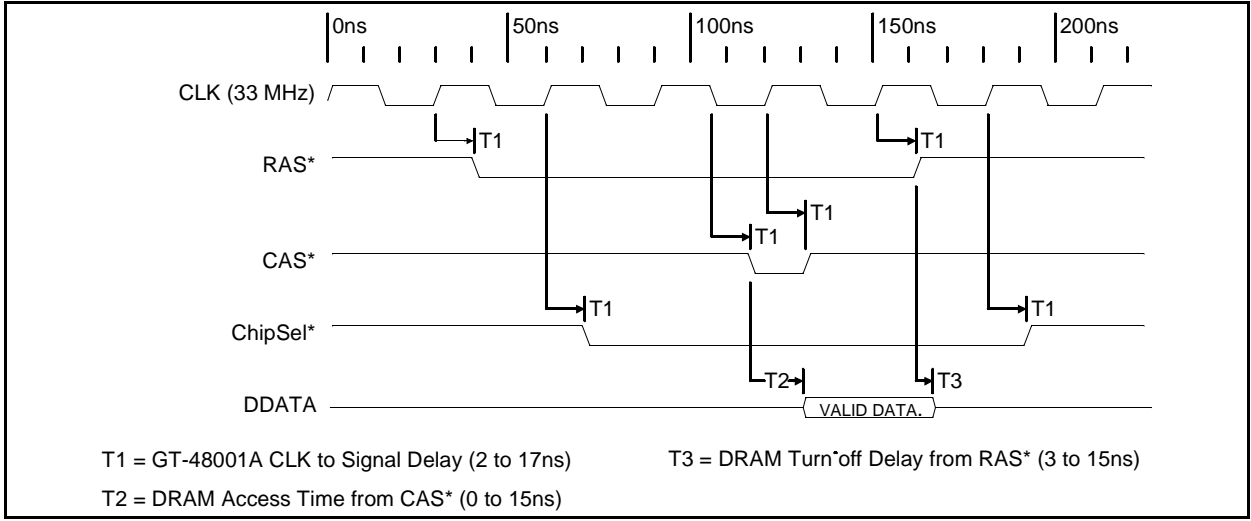 0ns 50ns 100ns 150ns 200ns
CLK (33 MHz)
T1 T1
RAS*
T1
T1
CAS*
T1 T1
ChipSel*
T2 T3
DDATA VALID DATA.
T1 = GT-48001A CLK to Signal Delay (2 to 17ns) T3 = DRAM Turn-off Delay from RAS* (3 to 15ns)
T2 = DRAM Access Time from CAS* (0 to 15ns)